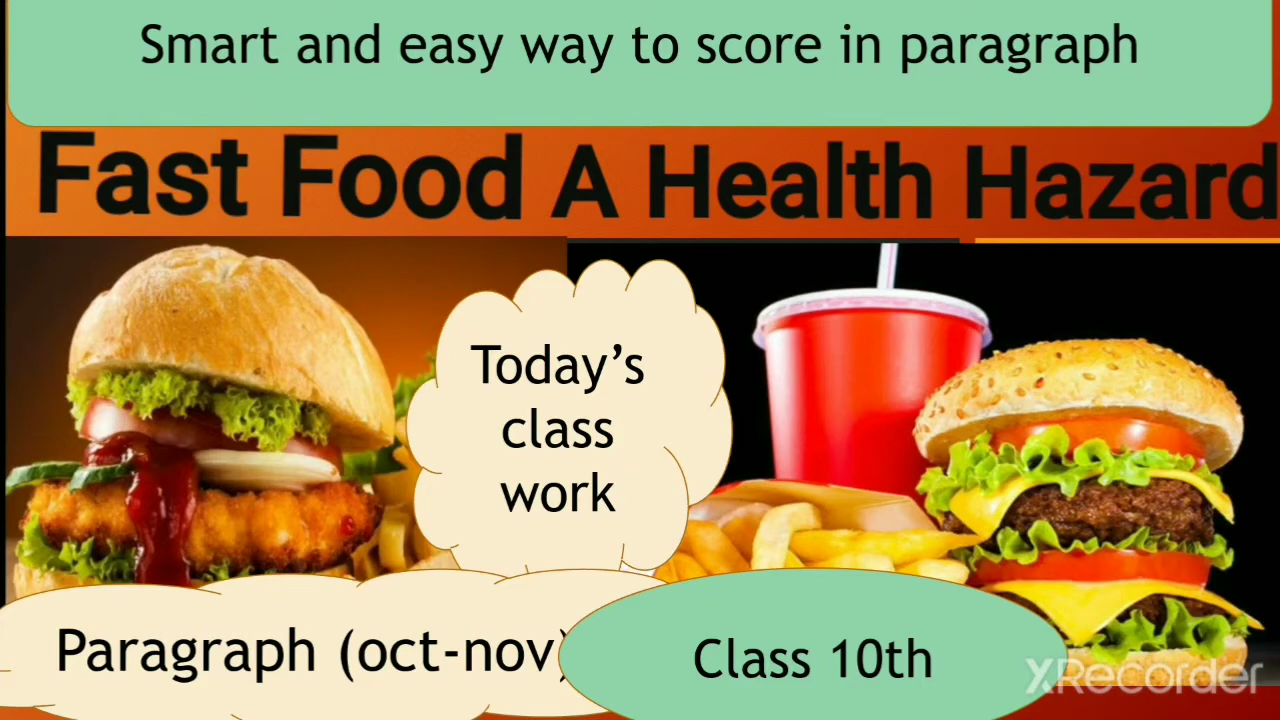 Smart and easy way to score in paragraph
Fast Food A Health Hazard
Today’s
class
work
Paragraph (oct-nov)
Class 10th
XRecorder